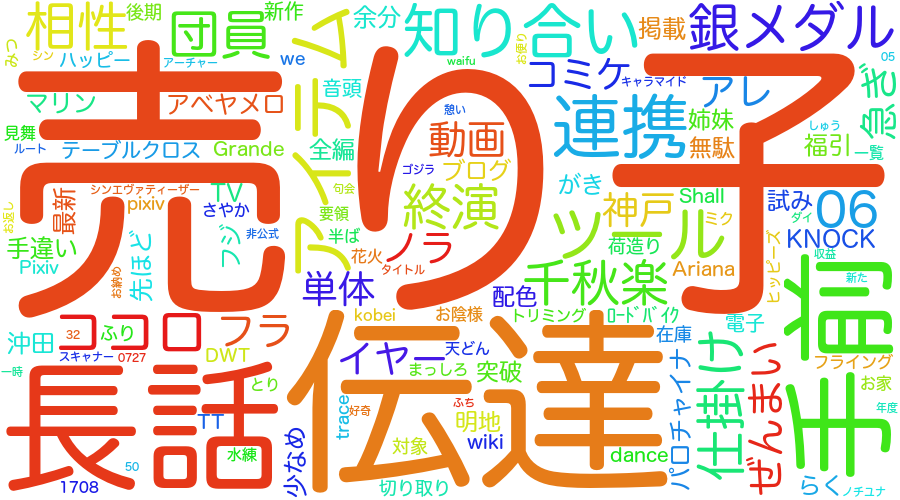 相性
団員
後期
新作
余分
知り合い
掲載
銀メダル
みつ
シン
ハッピー
アーチャー
we
アイテム
音頭
waifu
お便り
コミケ
キャラマイド
アレ
05
急ぎ
マリン
アベヤメロ
憩い
動画
連携
姉妹
しゅう
見舞
ルート
テーブルクロス
Grande
全編
ゴジラ
ブログ
無駄
福引
一覧
売り子
最新
シンエヴァティーザー
pixiv
TV
さやか
句会
終演
がき
神戸
Shall
試み
ダイ
06
お返し
手違い
フジ
非公式
要領
半ば
花火
ノラ
ツール
荷造り
ミク
KNOCK
収益
Pixiv
お納め
先ほど
タイトル
千秋楽
Ariana
ヒッピーズ
新た
手前
単体
配色
沖田
ココロ
32
ふり
フラ
kobei
お陰様
トリミング
ﾛｰﾄﾞﾊﾞｲｸ
在庫
電子
スキャナー
0727
DWT
イヤー
天どん
フライング
一時
長話
とり
伝達
まっしろ
突破
パロチャイナ
仕掛け
ぜんまい
お家
TT
trace
好奇
ふち
明地
年度
水練
対象
wiki
dance
1708
50
少なめ
切り取り
らく
ノチユナ